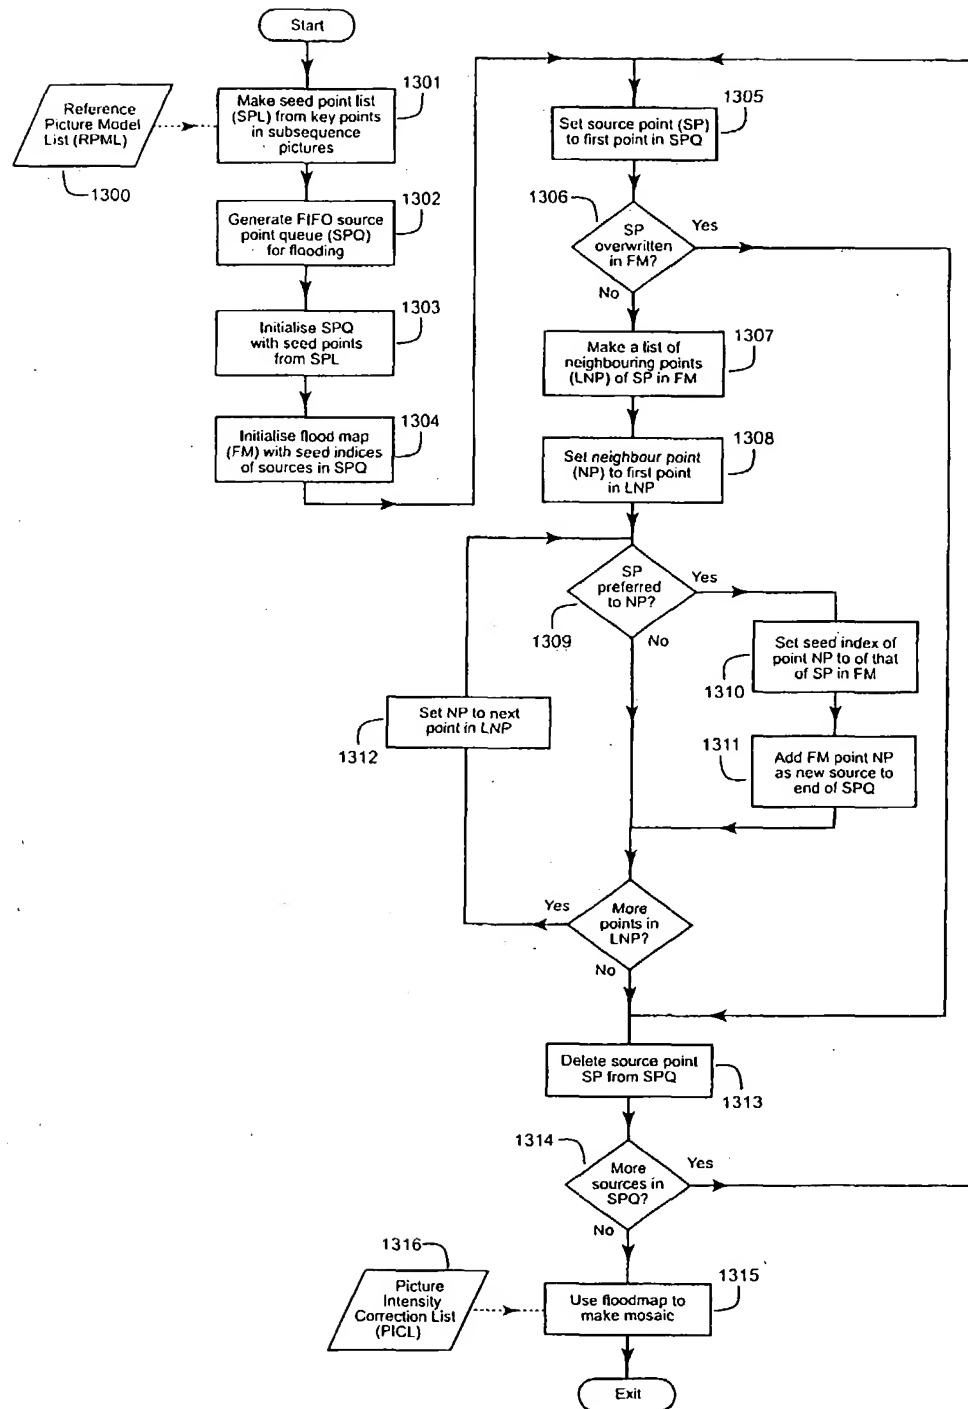 Start
Reference
Picture Model
List (RPML)
1300
1301
Make seed point list
(SPL) from key points
in subsequence
pictures
1302
Generate FIFO source
point queue (SPQ)
for flooding
1303
Initialise SPQ
with seed points
from SPL
1304
Initialise flood map
(FM) with seed indices
of sources in SPQ
1305
Set source point (SP)
to first point in SPQ
1306
SP
overwritten
in FM?
Yes
No
1307
Make a list of
neighbouring points
(LNP) of SP in FM
1308
Set neighbour point
(NP) to first point
in LNP
SP
preferred
to NP?
Yes
1309
No
Set seed index of
point NP to of that
of SP in FM
1310
1311
Add FM point NP
as new source to
end of SPQ
Set NP to next
point in LNP
1312
Yes
More
points in
LNP?
No
Delete source point
SP from SPQ
1313
1314
More
sources in
SPQ?
Yes
No
1316
Picture
Intensity
Correction List
(PICL)
1315
Use floodmap to
make mosaic
Exit